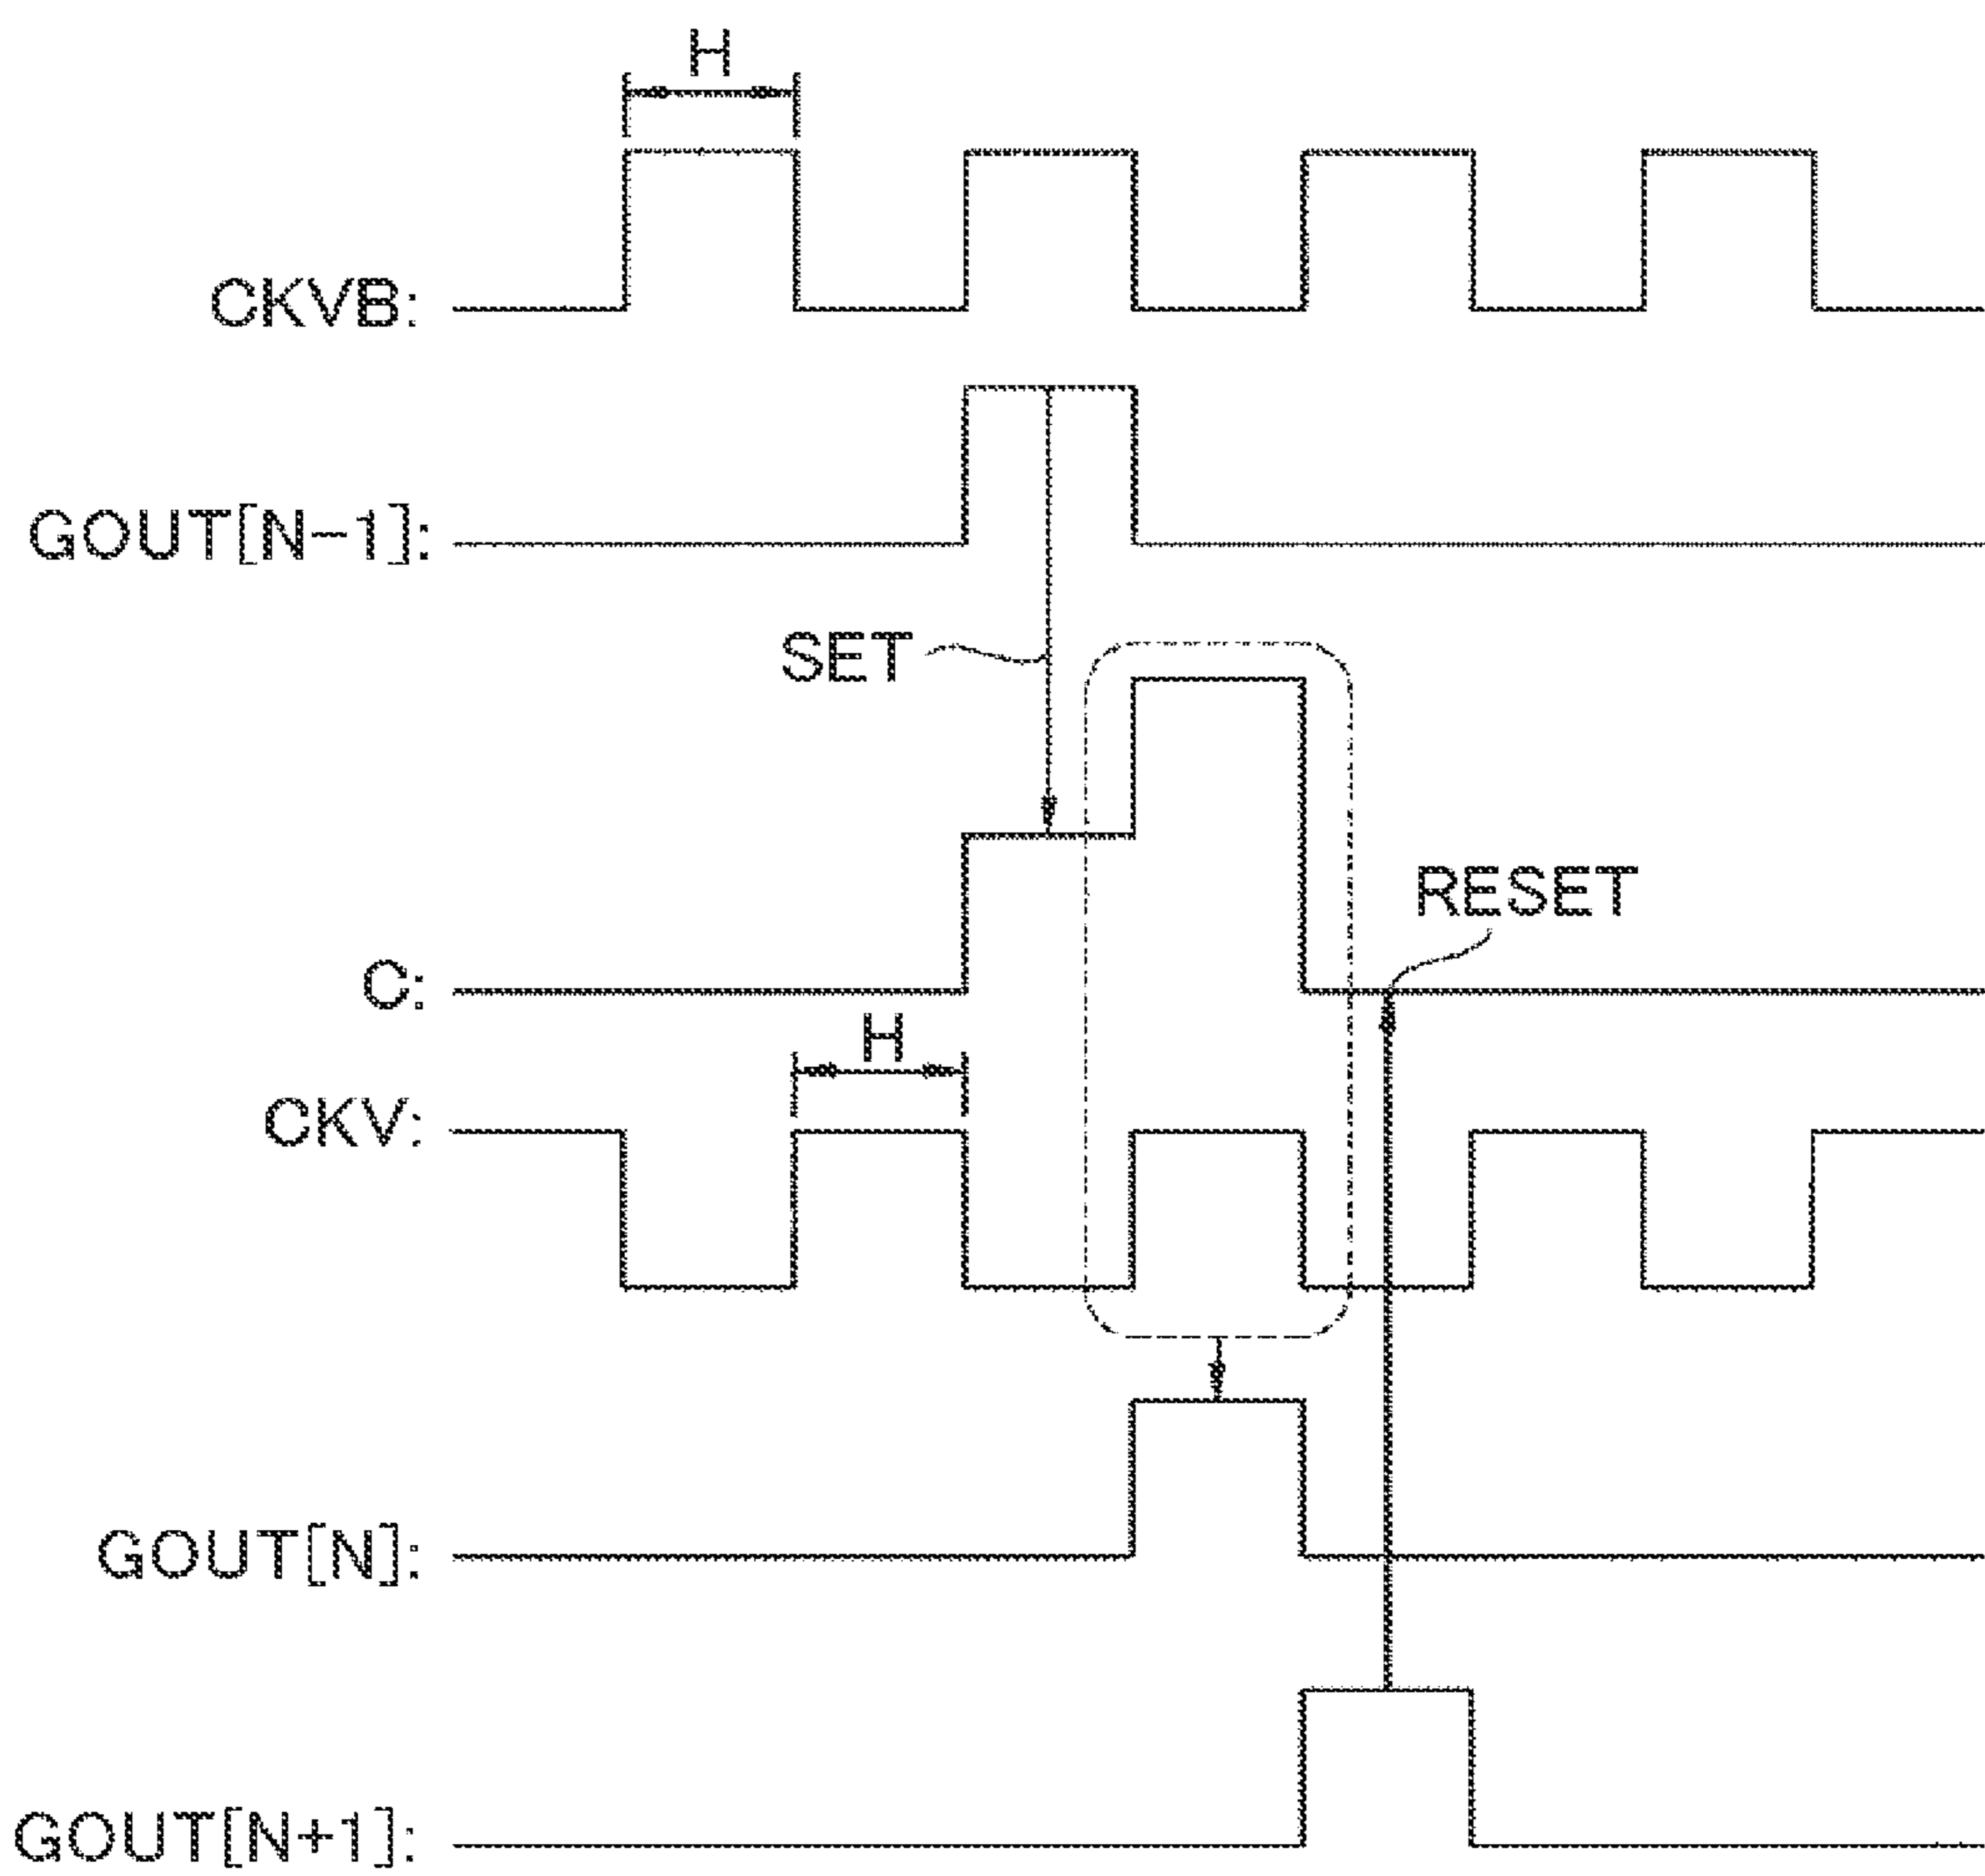 H
CKVB:
GOUT[N-1]:
SET
RESET
C:
H
CKV:
GOUT[N]:
GOUT[N+1]: